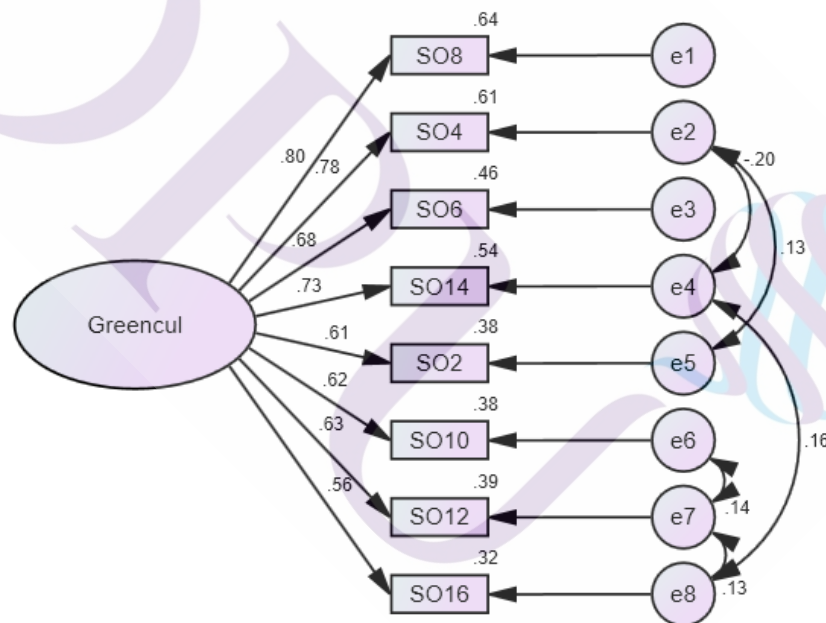 .64
SO8
e1
.61
SO4
e2
.80
.78
-.20
.46
SO6
e3
.68
.54
.13
.73
SO14
e4
Greencul
.61
.38
SO2
e5
.62
.38
.63
SO10
e6
.16
.56
.39
SO12
e7
.14
.32
SO16
e8
.13